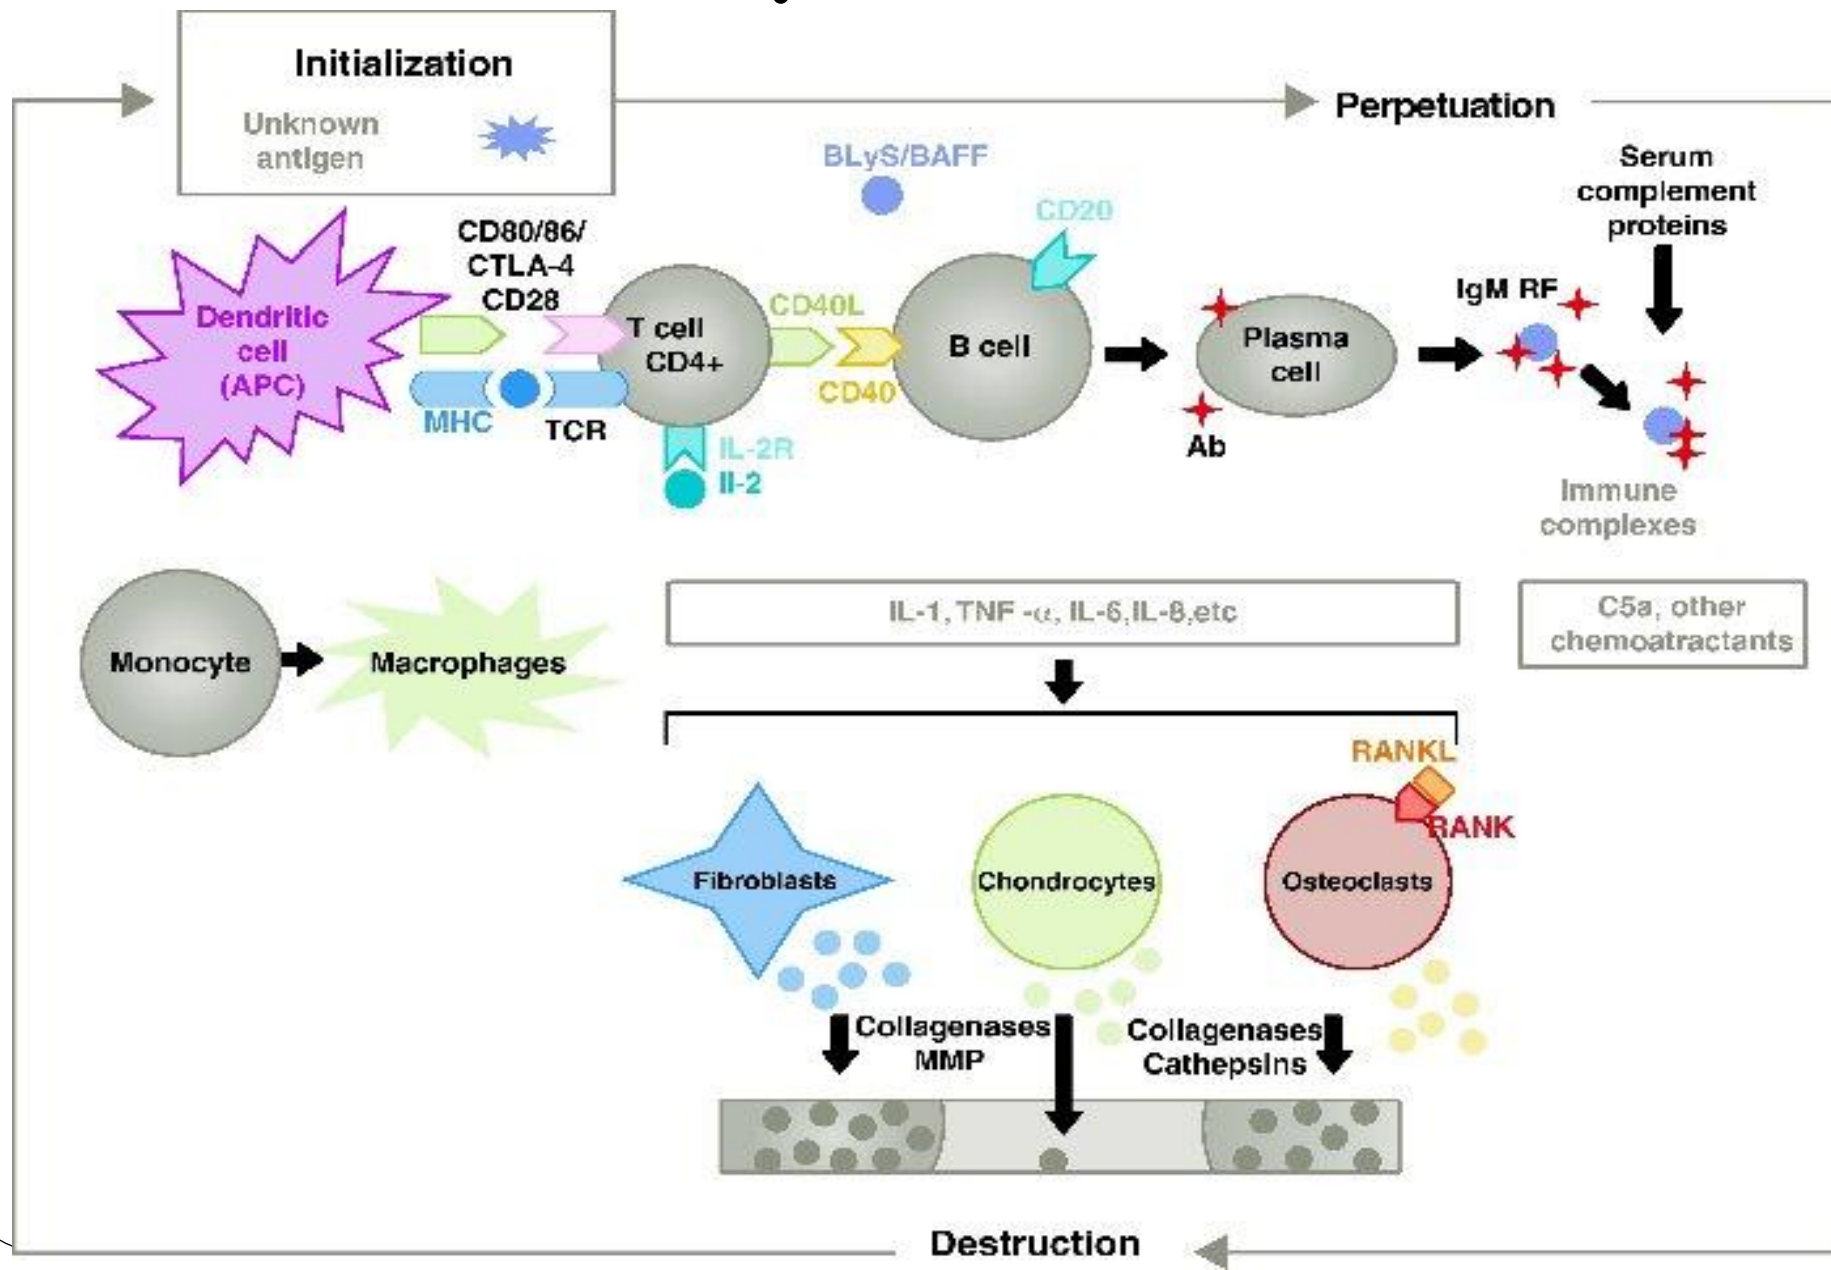 Initialization
Unknown
antigen
Perpetuation
BLyS/BAFF
Serum
complement
proteins
CD20
CD80/86/
CTLA-4
CD28
Dendritic
cell
(APC)
T cell
CD4+
CD40L
CD40
B cell
Plasma
cell
IgM RF
MHC
TCR
Ab
IL-2R
Il-2
Immune
complexes
Monocyte
Macrophages
IL-1, TNF -α, IL-6,IL-8,etc
C5a, other
chemoatractants
RANKL
RANK
Fibroblasts
Chondrocytes
Osteoclasts
Collagenases
MMP
Collagenases
Cathepsins
Destruction